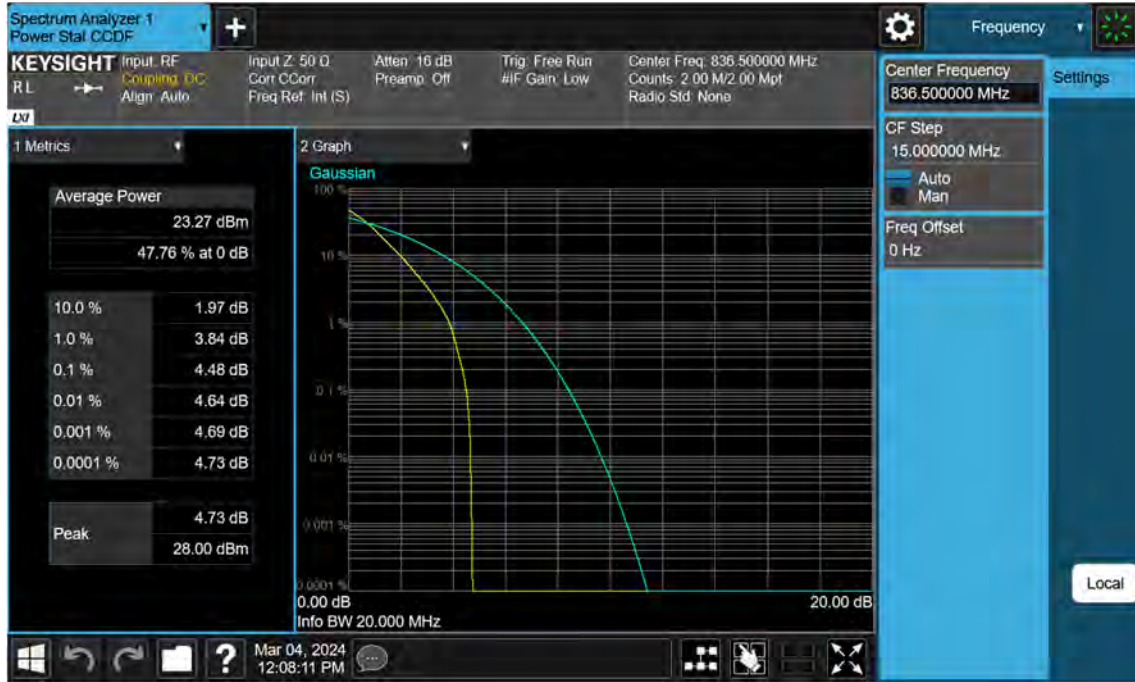 Spectrum Analyzer 1
Power Stat CCDF
Frequency
KEYSIGHT
RL
LXI
Input: RF
Coupling: DC
Align: Auto
Input Z: 50 Ω
Corr CCorr
Freq Ref: Int (S)
Atten: 16 dB
Preamp: Off
Trig: Free Run
#IF Gain: Low
Center Freq: 836.500000 MHz
Counts: 2.00 M/2.00 Mpt
Radio Std: None
Center Frequency
836.500000 MHz
Settings
CF Step
15.000000 MHz
Auto
Man
Freq Offset
0 Hz
Local
1 Metrics
Average Power
23.27 dBm
47.76 % at 0 dB
10.0 % 1.97 dB
1.0 % 3.84 dB
0.1 % 4.48 dB
0.01 % 4.64 dB
0.001 % 4.69 dB
0.0001 % 4.73 dB
Peak
4.73 dB
28.00 dBm
2 Graph
Gaussian
100 %
10 %
1 %
0.1 %
0.01 %
0.001 %
0.0001 %
0.00 dB 20.00 dB
Info BW 20.000 MHz
?
Mar 04, 2024
12:08:11 PM